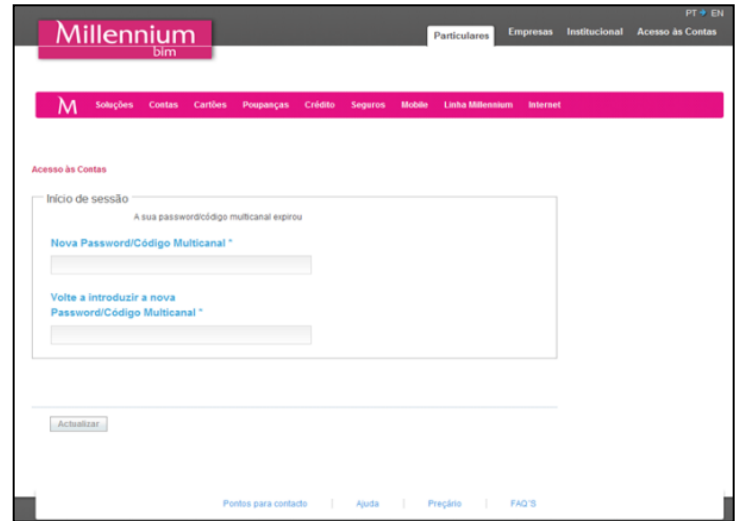 PT EN
Millennium
bim
Particulares Empresas Institucional Acesso às Contas
M Soluções Contas Cartões Poupanças Crédito Seguros Mobile Linha Millennium Internet
Acesso às Contas
Início de sessão
A sua password/código multicanal expirou
Nova Password/Código Multicanal *
Volte a introduzir a nova
Password/Código Multicanal *
Actualizar
Pontos para contacto | Ajuda | Preçário | FAQ'S